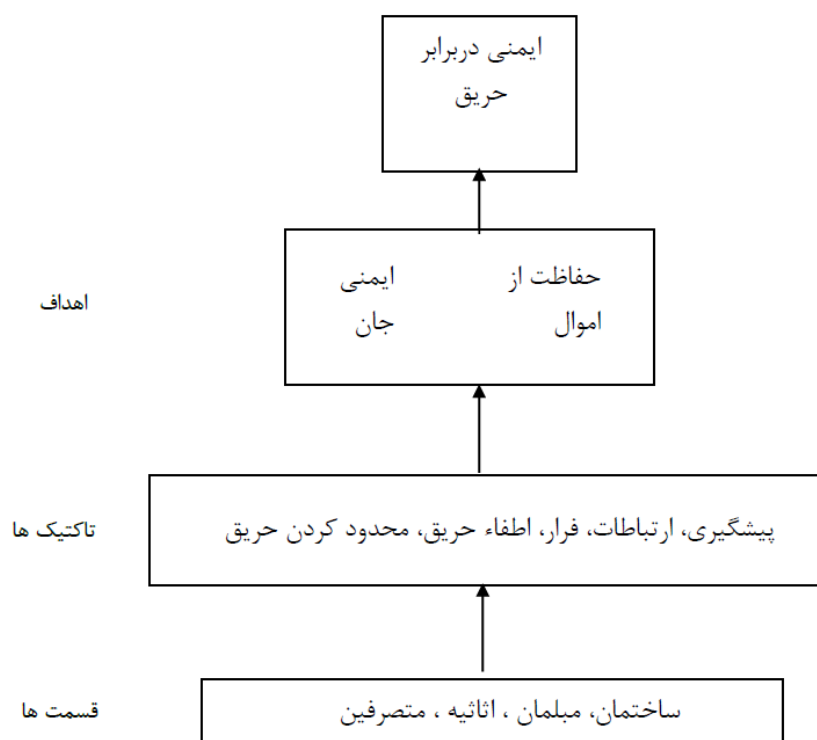 ایمنی دربرابر
حریق
اهداف
حفاظت از
اموال
ایمنی
جان
تاکتیک ها
پیشگیری، ارتباطات، فرار، اطفاء حریق، محدود کردن حریق
قسمت ها
ساختمان، مبلمان ، اثاثیه ، متصرفین